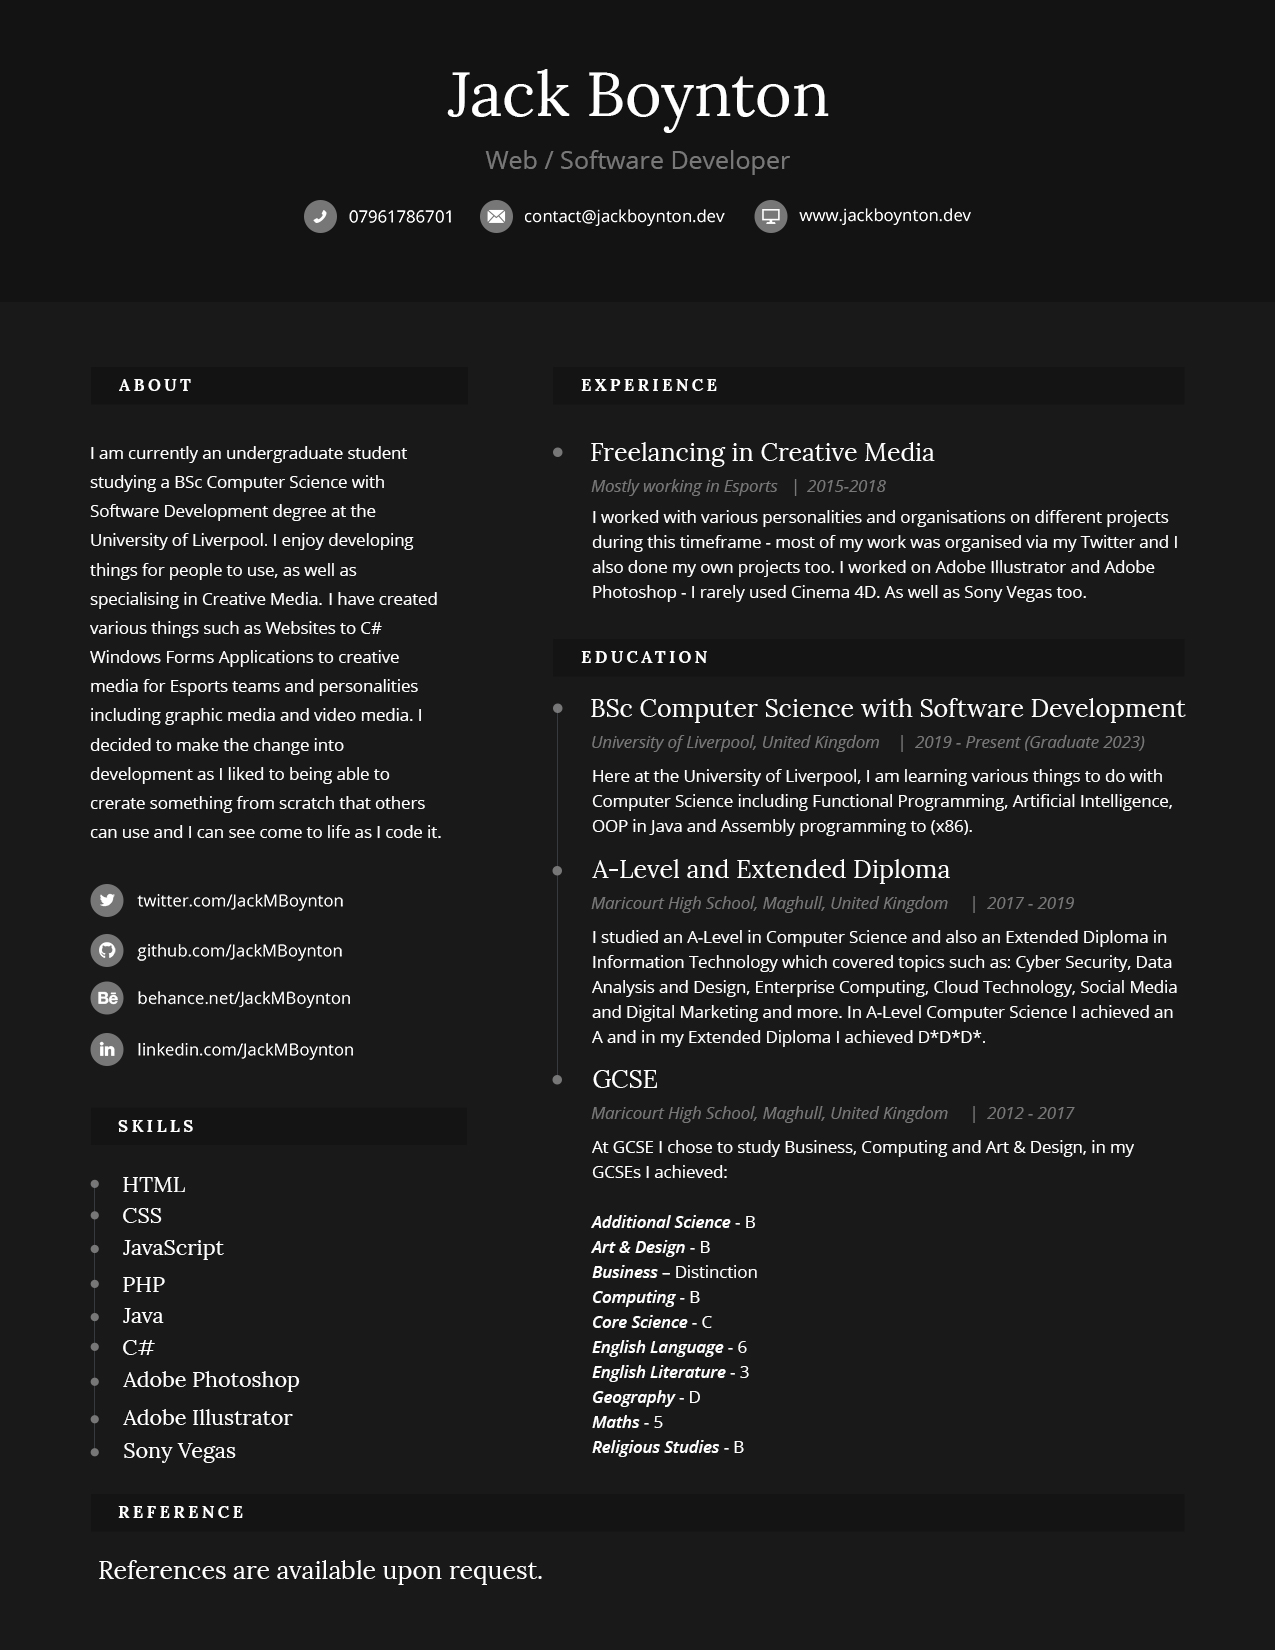 Jack Boynton
Web / Software Developer
07961786701
contact@jackboynton.dev
www.jackboynton.dev
ABOUT
I am currently an undergraduate student
studying a BSc Computer Science with
Software Development degree at the
University of Liverpool. I enjoy developing
things for people to use, as well as
specialising in Creative Media. I have created
various things such as Websites to C#
Windows Forms Applications to creative
media for Esports teams and personalities
including graphic media and video media. I
decided to make the change into
development as I liked to being able to
crerate something from scratch that others
can use and I can see come to life as I code it.
twitter.com/JackMBoynton
github.com/JackMBoynton
Bē
behance.net/JackMBoynton
in
linkedin.com/JackMBoynton
SKILLS
HTML
CSS
JavaScript
PHP
Java
C#
Adobe Photoshop
Adobe Illustrator
Sony Vegas
EXPERIENCE
Freelancing in Creative Media
Mostly working in Esports | 2015-2018
I worked with various personalities and organisations on different projects
during this timeframe - most of my work was organised via my Twitter and I
also done my own projects too. I worked on Adobe Illustrator and Adobe
Photoshop - I rarely used Cinema 4D. As well as Sony Vegas too.
EDUCATION
BSc Computer Science with Software Development
University of Liverpool, United Kingdom | 2019 - Present (Graduate 2023)
Here at the University of Liverpool, I am learning various things to do with
Computer Science including Functional Programming, Artificial Intelligence,
OOP in Java and Assembly programming to (x86).
A-Level and Extended Diploma
Maricourt High School, Maghull, United Kingdom | 2017 - 2019
I studied an A-Level in Computer Science and also an Extended Diploma in
Information Technology which covered topics such as: Cyber Security, Data
Analysis and Design, Enterprise Computing, Cloud Technology, Social Media
and Digital Marketing and more. In A-Level Computer Science I achieved an
A and in my Extended Diploma I achieved D*D*D*.
GCSE
Maricourt High School, Maghull, United Kingdom | 2012 - 2017
At GCSE I chose to study Business, Computing and Art & Design, in my
GCSEs I achieved:
Additional Science - B
Art & Design - B
Business – Distinction
Computing - B
Core Science - C
English Language - 6
English Literature - 3
Geography - D
Maths - 5
Religious Studies - B
REFERENCE
References are available upon request.